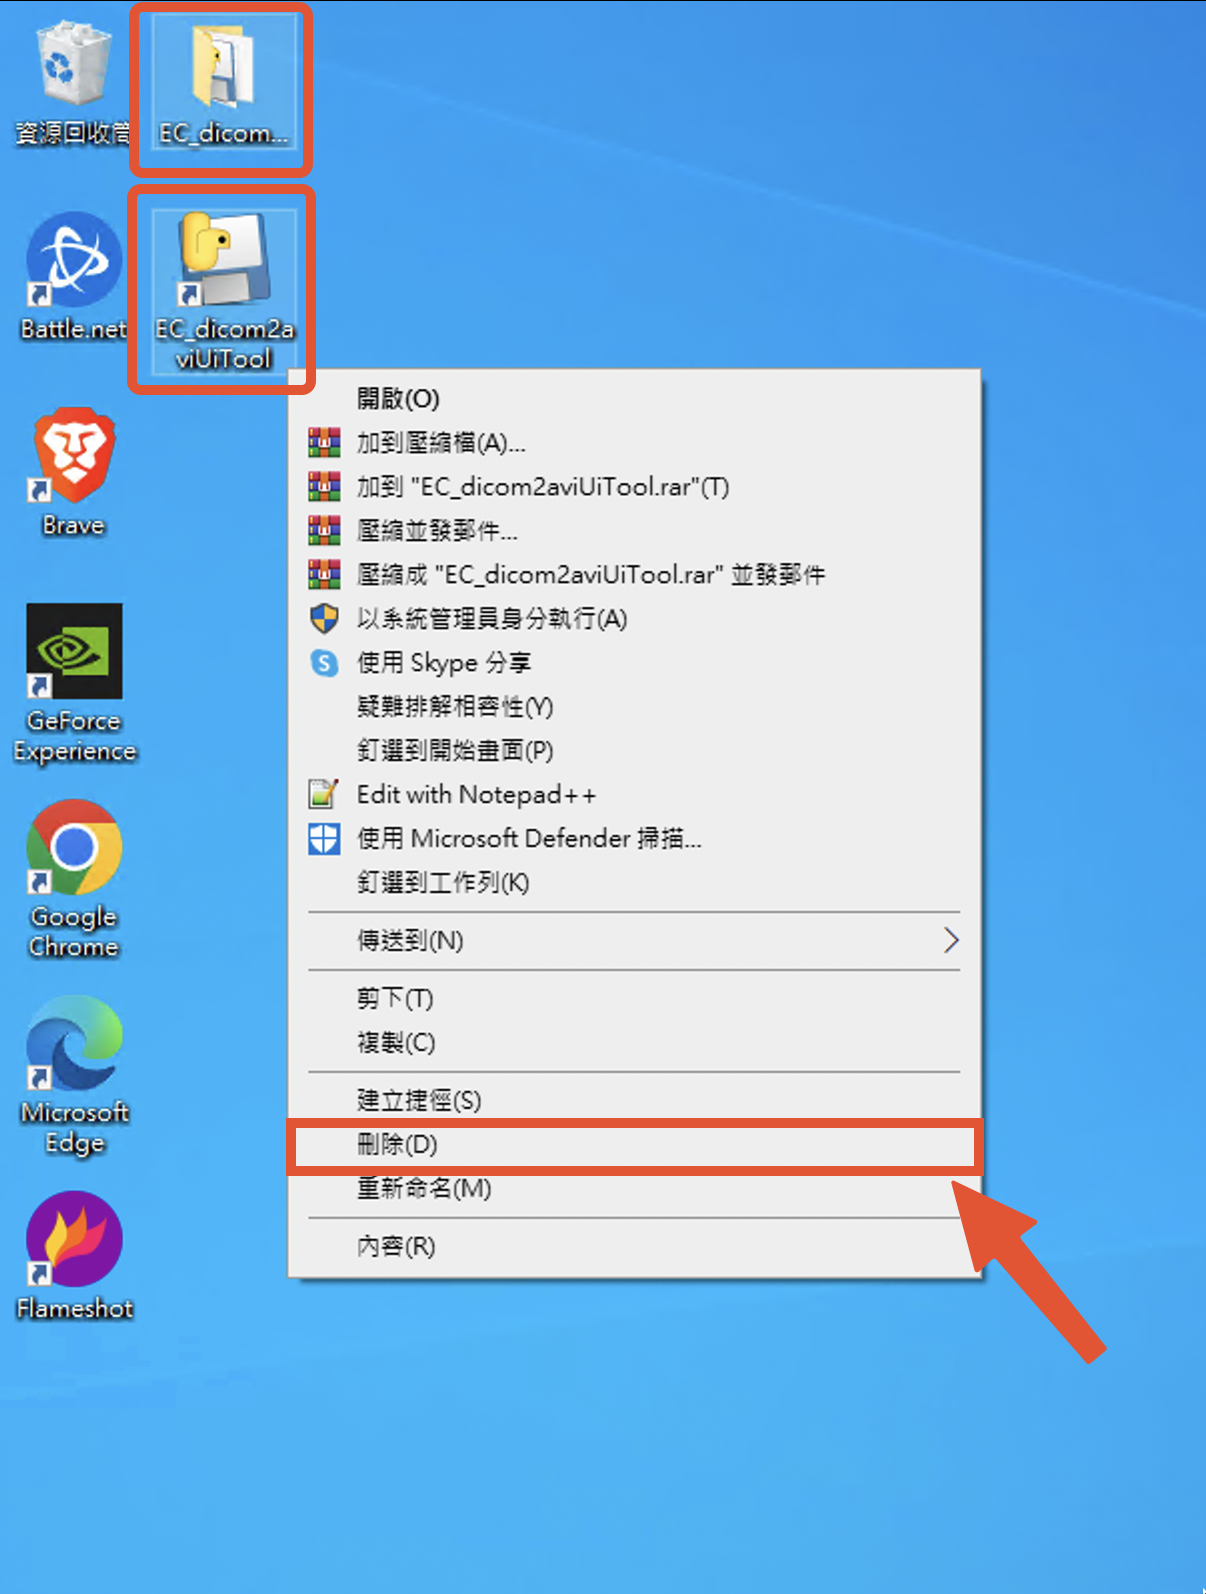 資源回收筒
EC_dicom...
Battle.net
EC_dicom2a
viUiTool
Brave
GeForce
Experience
Google
Chrome
Microsoft
Edge
Flameshot
開啟(O)
加到壓縮檔(A)...
加到 "EC_dicom2aviUiTool.rar"(T)
壓縮並發郵件...
壓縮成 "EC_dicom2aviUiTool.rar" 並發郵件
以系統管理員身分執行(A)
使用 Skype 分享
疑難排解相容性(Y)
釘選到開始畫面(P)
Edit with Notepad++
使用 Microsoft Defender 掃描...
釘選到工作列(K)
傳送到(N)
剪下(T)
複製(C)
建立捷徑(S)
刪除(D)
重新命名(M)
內容(R)